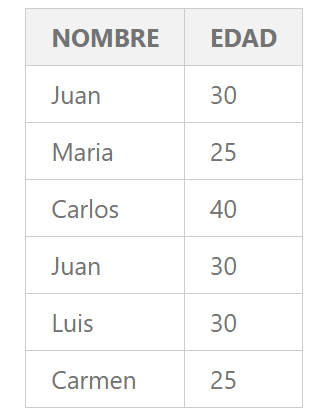 NOMBRE EDAD
Juan 30
Maria 25
Carlos 40
Juan 30
Luis 30
Carmen 25